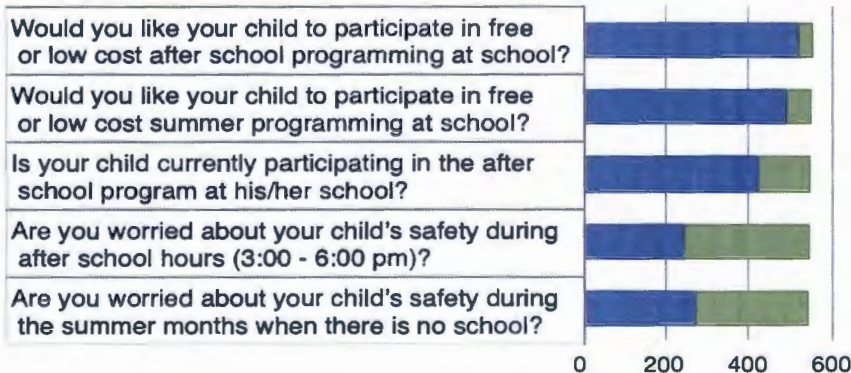 Would you like your child to participate in free
or low cost after school programming at school?
Would you like your child to participate in free
or low cost summer programming at school?
Is your child currently participating in the after
school program at his/her school?
Are you worried about your child's safety during
after school hours (3:00 - 6:00 pm)?
Are you worried about your child's safety during
the summer months when there is no school?
0 200 400 600